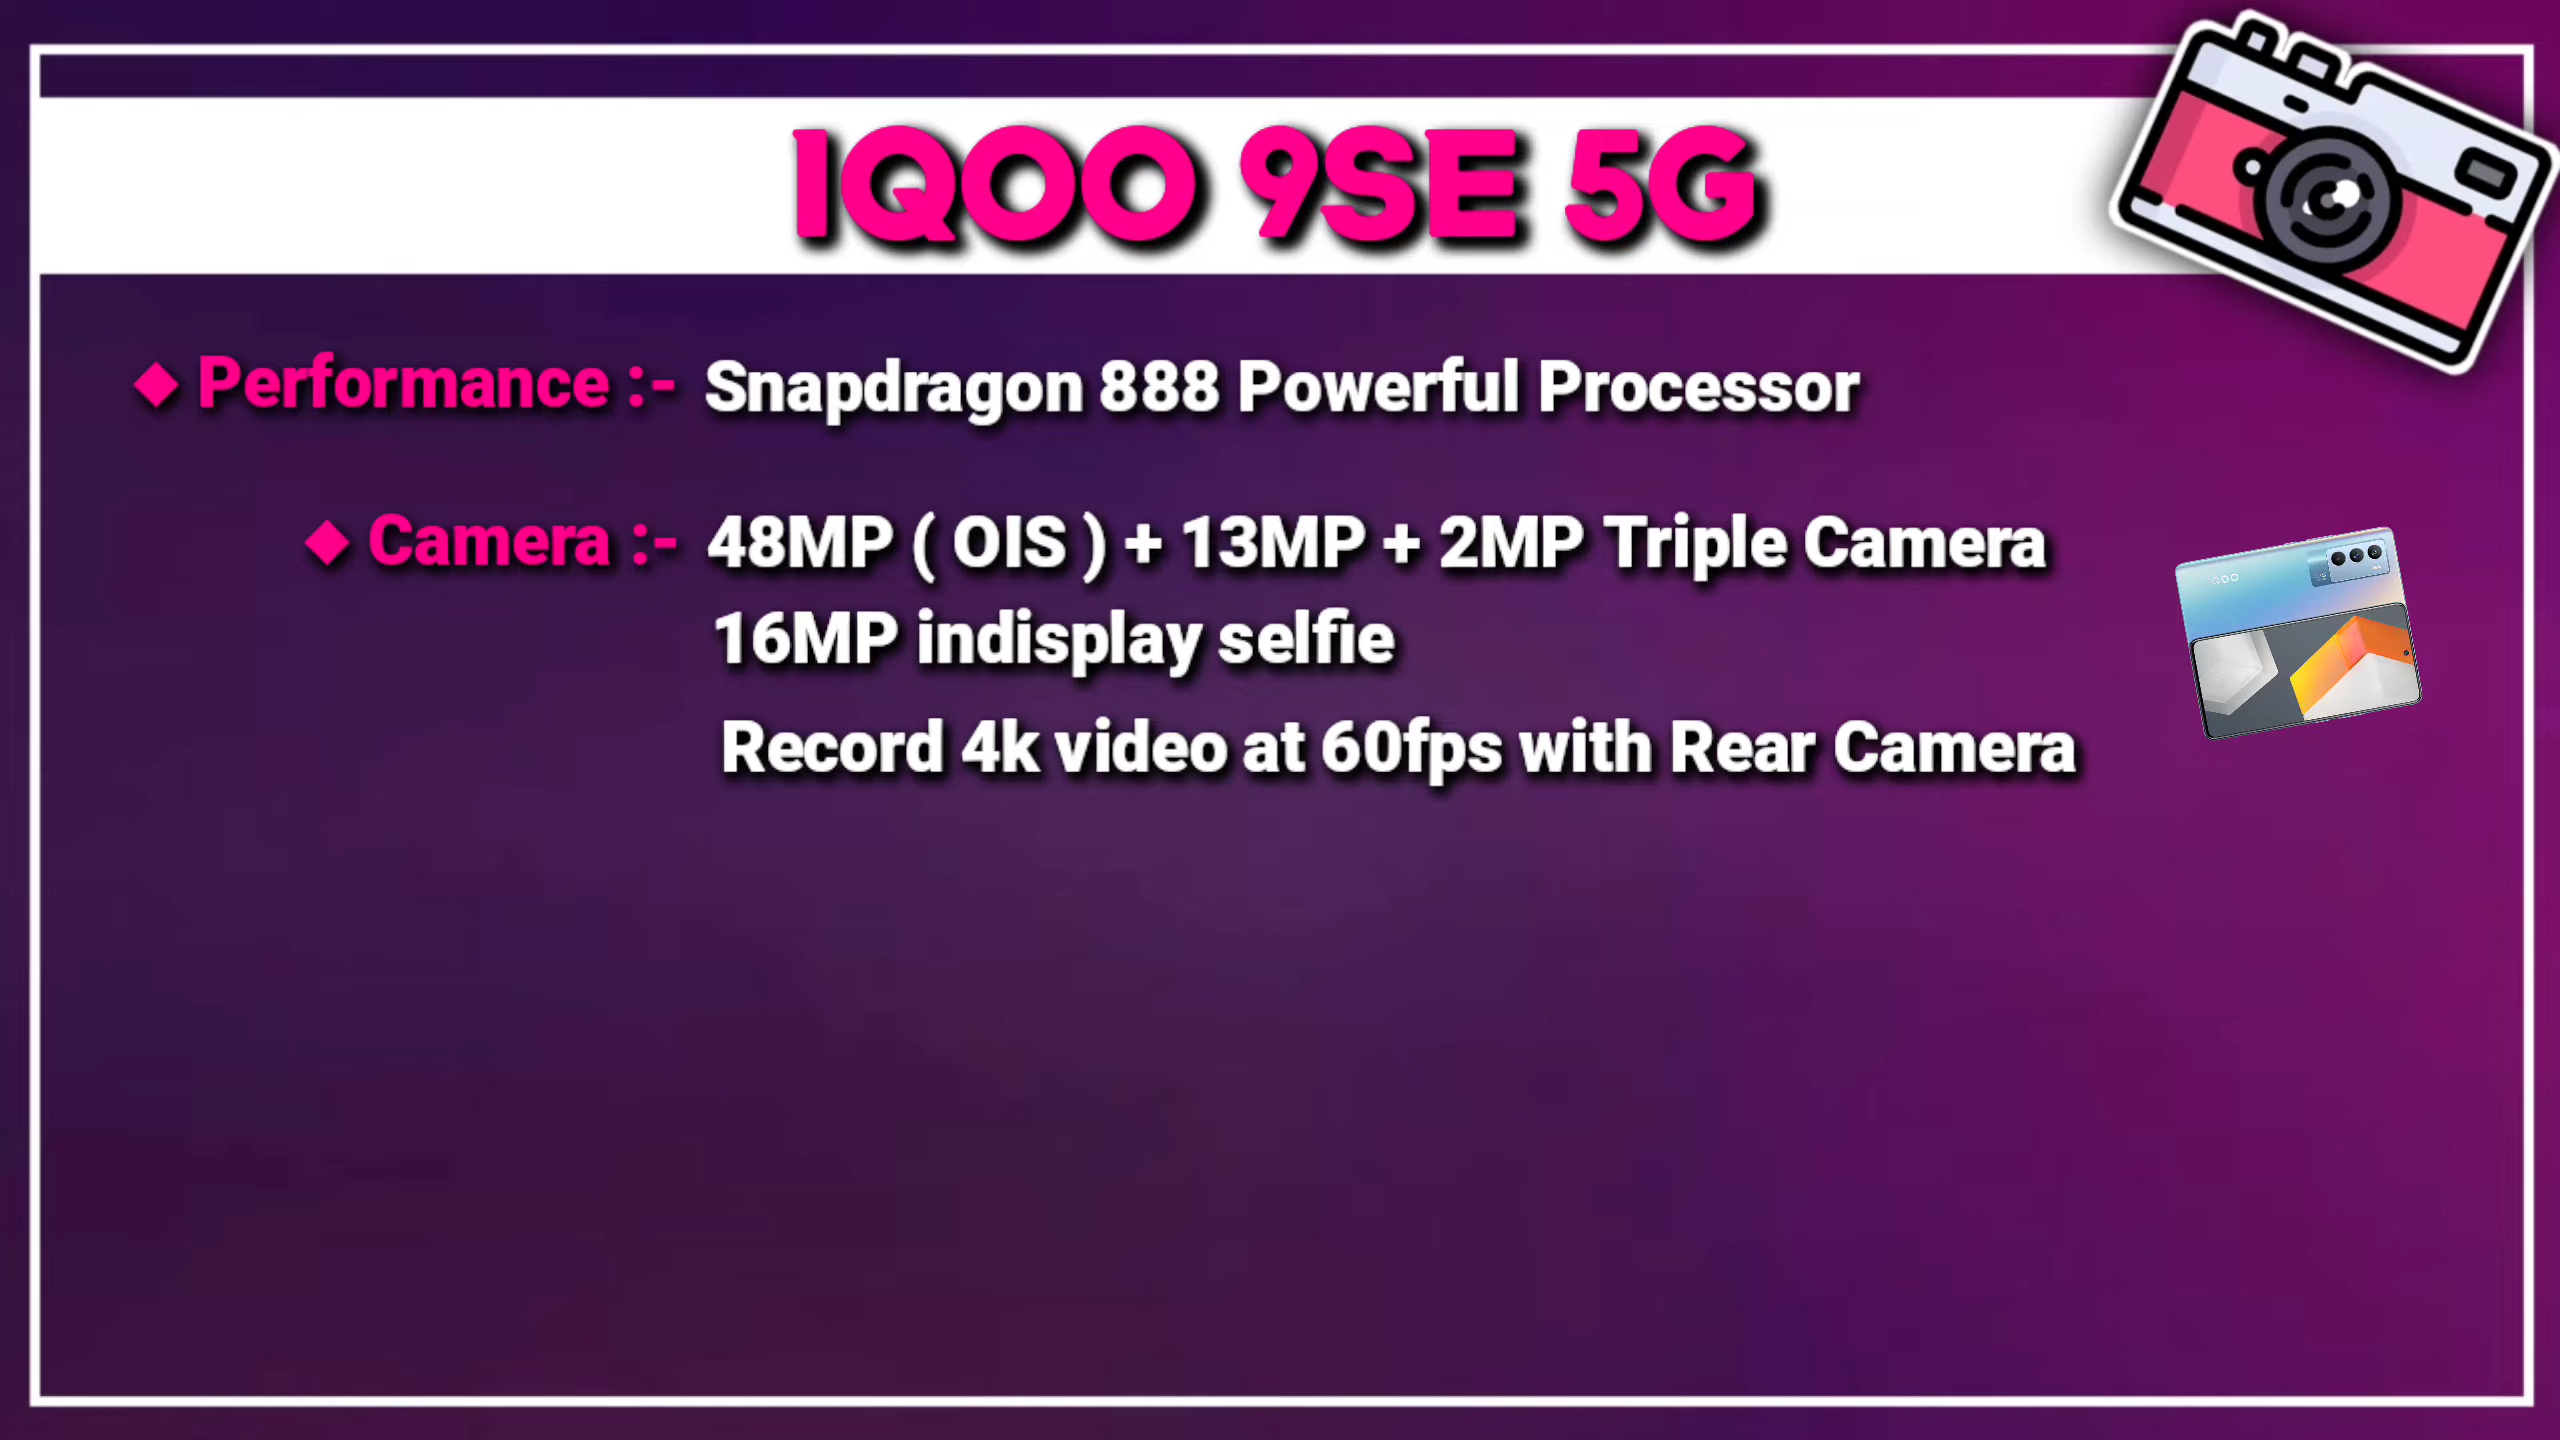 IQOO 9SE 5G
◆ Performance :- Snapdragon 888 Powerful Processor
◆ Camera :- 48MP ( OIS ) + 13MP + 2MP Triple Camera
16MP indisplay selfie
Record 4k video at 60fps with Rear Camera